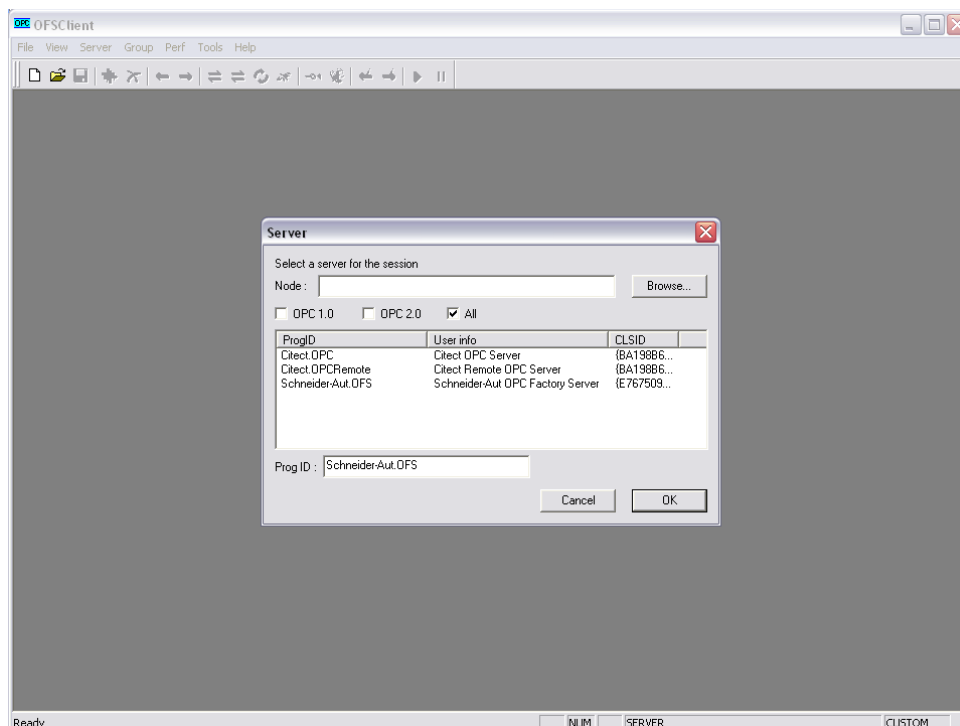 OPC OFSClient
File View Server Group Perf Tools Help
Server
Select a server for the session
Node :
Browse...
OPC 1.0 OPC 2.0 All
ProgID User info CLSID
Citect.OPC Citect OPC Server {BA198B6...
Citect.OPCRemote Citect Remote OPC Server {BA198B6...
Schneider-Aut.OFS Schneider-Aut OPC Factory Server {E767509...
Prog ID : Schneider-Aut.OFS
Cancel OK
Ready NUM SERVER CUSTOM